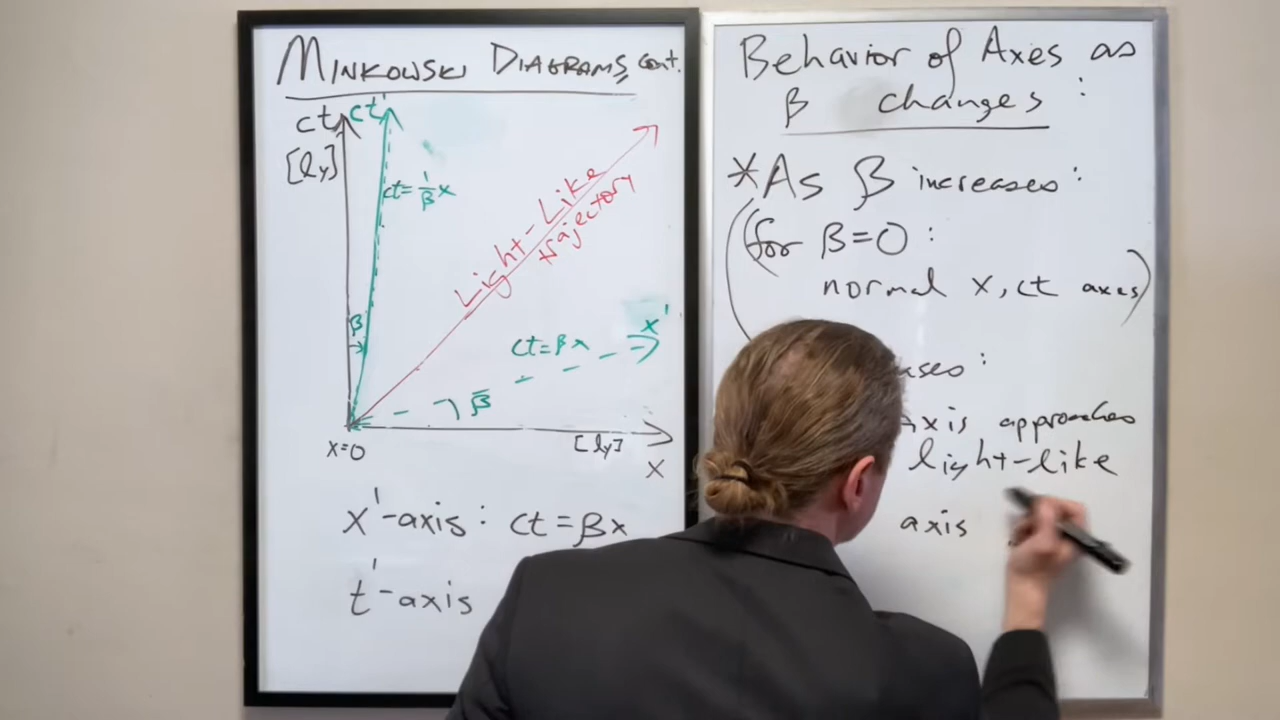 MINKOWSKI DIAGRAMS, cont.
ct ct'
[ly]
ct=1/β x
Light-Like
trajectory
β
x'
ct=βx
β̄
x=0
[ly]
x
x'-axis: ct=βx
t'-axis
Behavior of Axes as
β changes:
*As β increases:
(for β=0:
normal x, ct axes)
axis approaches
light-like
axis